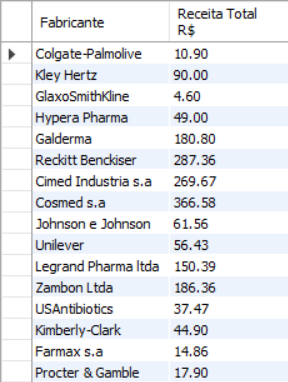 Fabricante Receita Total R$
Colgate-Palmolive 10.90
Kley Hertz 90.00
GlaxoSmithKline 4.60
Hypera Pharma 49.00
Galderma 180.80
Reckitt Benckiser 287.36
Cimed Industria s.a 269.67
Cosmed s.a 366.58
Johnson e Johnson 61.56
Unilever 56.43
Legrand Pharma ltda 150.39
Zambon Ltda 186.36
USAntibiotics 37.47
Kimberly-Clark 44.90
Farmax s.a 14.86
Procter & Gamble 17.90